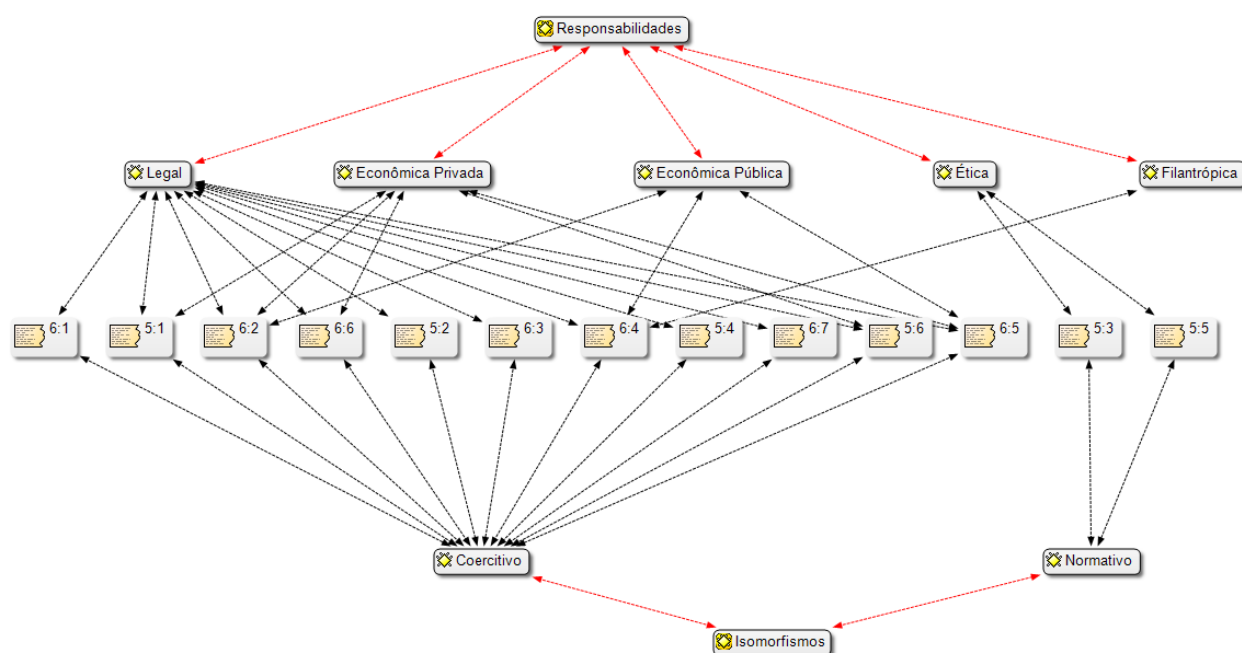 Responsabilidades
Legal
Econômica Privada
Econômica Pública
Ética
Filantrópica
6:1
5:1
6:2
6:6
5:2
6:3
6:4
5:4
6:7
5:6
6:5
5:3
5:5
Coercitivo
Normativo
Isomorfismos